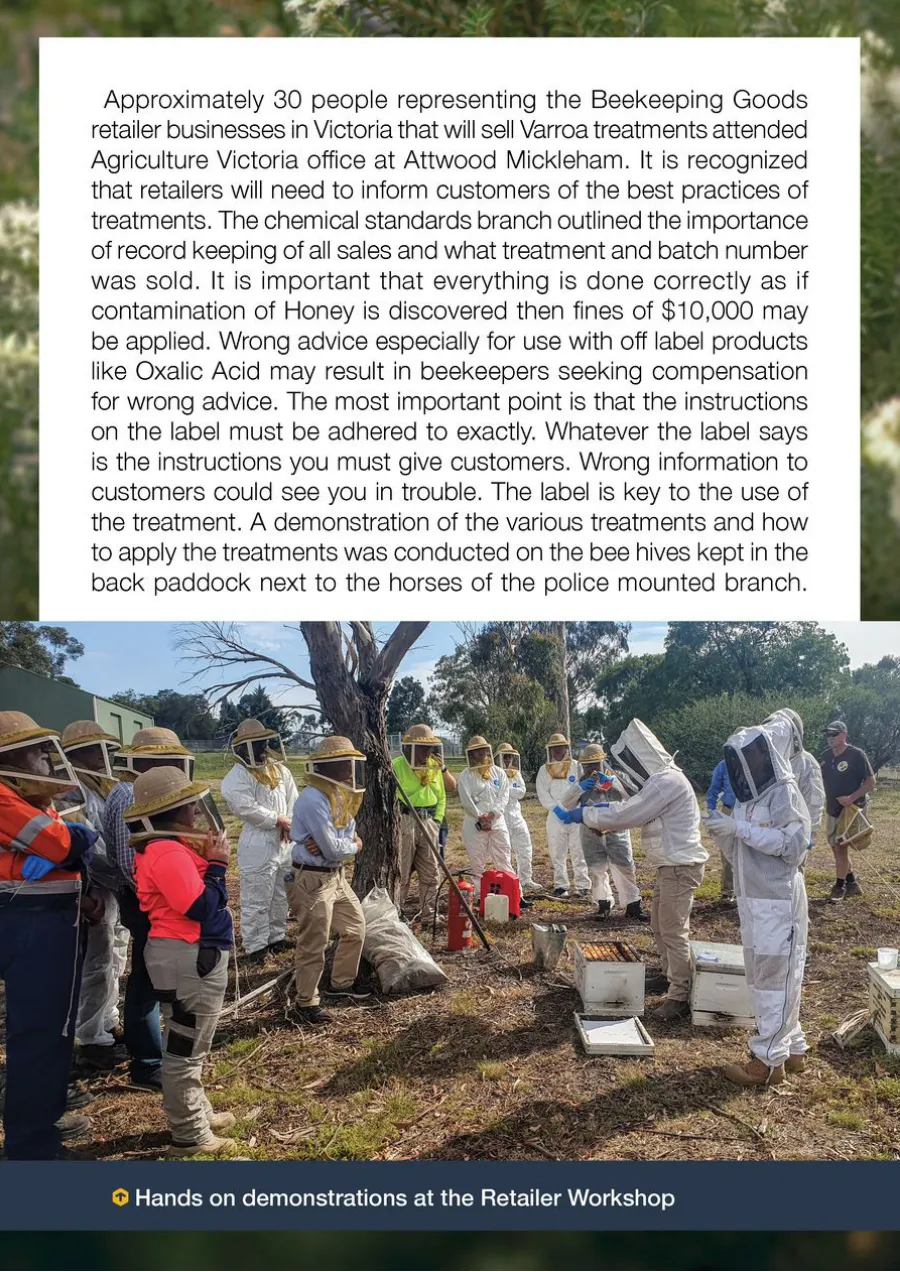 Approximately 30 people representing the Beekeeping Goods
retailer businesses in Victoria that will sell Varroa treatments attended
Agriculture Victoria office at Attwood Mickleham. It is recognized
that retailers will need to inform customers of the best practices of
treatments. The chemical standards branch outlined the importance
of record keeping of all sales and what treatment and batch number
was sold. It is important that everything is done correctly as if
contamination of Honey is discovered then fines of $10,000 may
be applied. Wrong advice especially for use with off label products
like Oxalic Acid may result in beekeepers seeking compensation
for wrong advice. The most important point is that the instructions
on the label must be adhered to exactly. Whatever the label says
is the instructions you must give customers. Wrong information to
customers could see you in trouble. The label is key to the use of
the treatment. A demonstration of the various treatments and how
to apply the treatments was conducted on the bee hives kept in the
back paddock next to the horses of the police mounted branch.
Hands on demonstrations at the Retailer Workshop